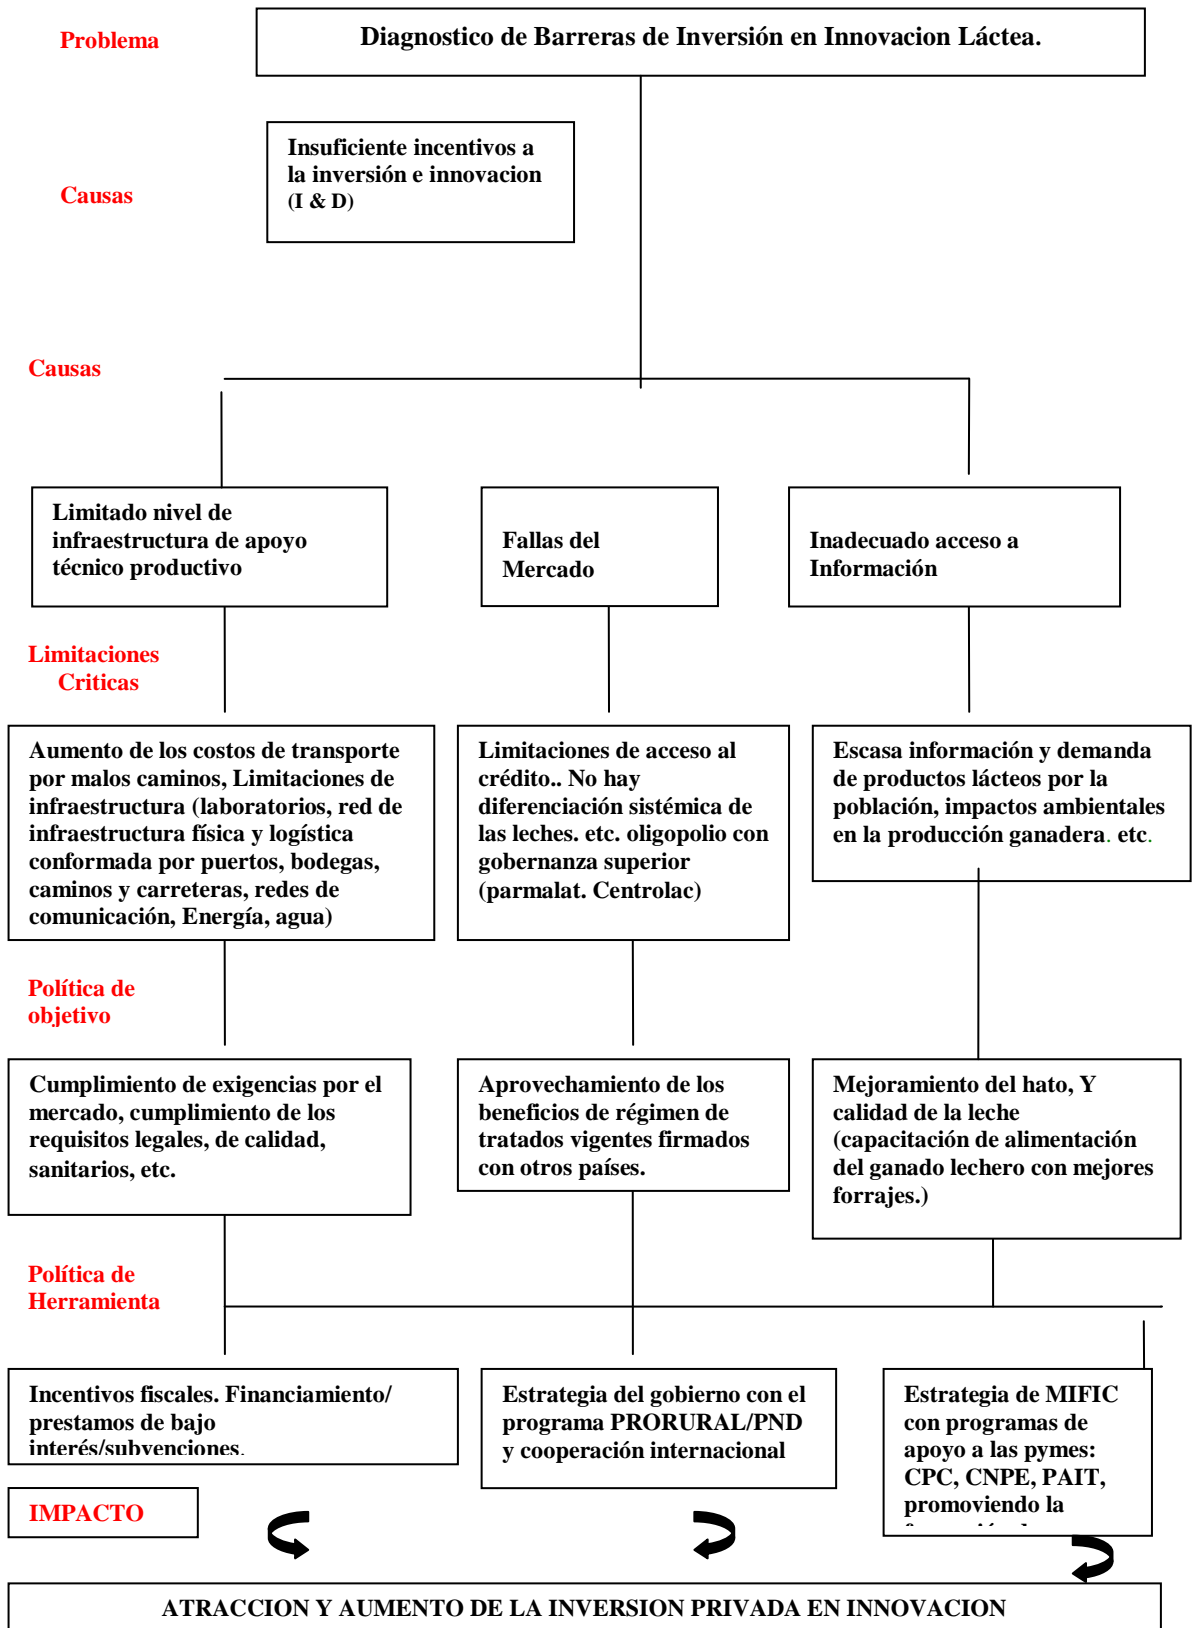 Problema
Diagnostico de Barreras de Inversión en Innovacion Láctea.
Insuficiente incentivos a
la inversión e innovacion
(I & D)
Causas
Causas
Limitado nivel de
infraestructura de apoyo
técnico productivo
Fallas del
Mercado
Inadecuado acceso a
Información
Limitaciones
Criticas
Aumento de los costos de transporte
por malos caminos, Limitaciones de
infraestructura (laboratorios, red de
infraestructura física y logística
conformada por puertos, bodegas,
caminos y carreteras, redes de
comunicación, Energía, agua)
Limitaciones de acceso al
crédito.. No hay
diferenciación sistémica de
las leches. etc. oligopolio con
gobernanza superior
(parmalat. Centrolac)
Escasa información y demanda
de productos lácteos por la
población, impactos ambientales
en la producción ganadera. etc.
Política de
objetivo
Cumplimiento de exigencias por el
mercado, cumplimiento de los
requisitos legales, de calidad,
sanitarios, etc.
Aprovechamiento de los
beneficios de régimen de
tratados vigentes firmados
con otros países.
Mejoramiento del hato, Y
calidad de la leche
(capacitación de alimentación
del ganado lechero con mejores
forrajes.)
Política de
Herramienta
Incentivos fiscales. Financiamiento/
prestamos de bajo
interés/subvenciones.
Estrategia del gobierno con el
programa PRORURAL/PND
y cooperación internacional
Estrategia de MIFIC
con programas de
apoyo a las pymes:
CPC, CNPE, PAIT,
promoviendo la
IMPACTO
ATRACCION Y AUMENTO DE LA INVERSION PRIVADA EN INNOVACION